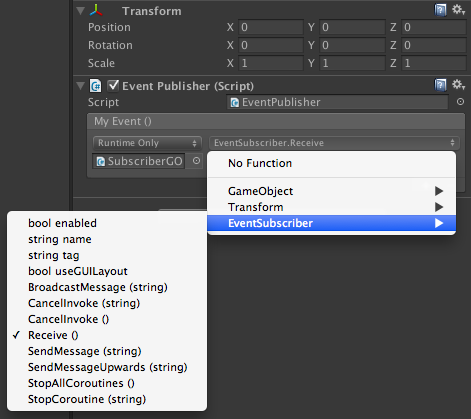 Transform
Position X 0 Y 0 Z 0
Rotation X 0 Y 0 Z 0
Scale X 1 Y 1 Z 1
Event Publisher (Script)
Script EventPublisher
My Event ()
Runtime Only EventSubscriber.Receive
SubscriberGO
No Function
GameObject
Transform
EventSubscriber
bool enabled
string name
string tag
bool useGUILayout
BroadcastMessage (string)
CancelInvoke (string)
CancelInvoke ()
✓ Receive ()
SendMessage (string)
SendMessageUpwards (string)
StopAllCoroutines ()
StopCoroutine (string)